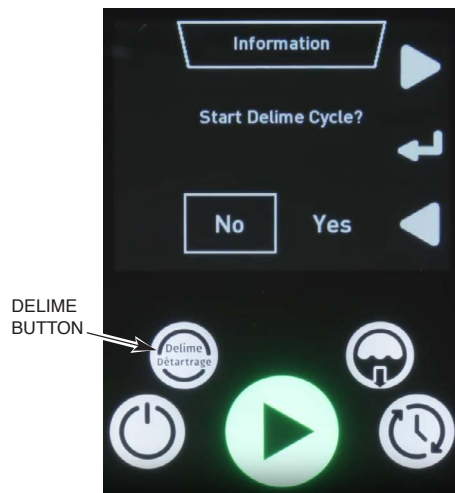 Information
Start Delime Cycle?
No Yes
DELIME
BUTTON
Delime
Détartrage